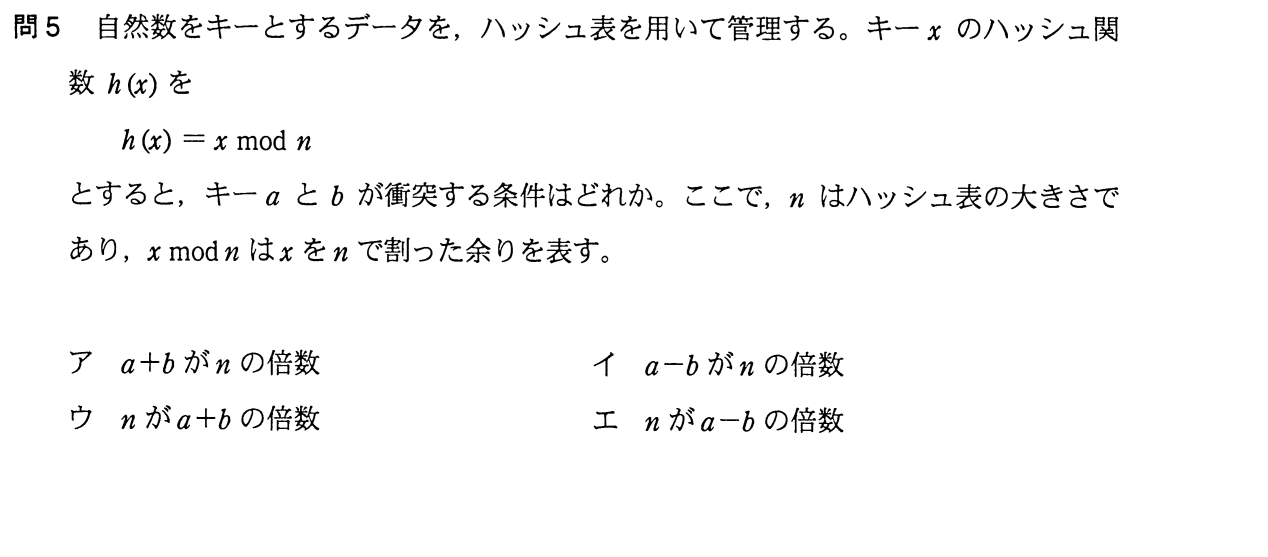 問5 自然数をキーとするデータを，ハッシュ表を用いて管理する。キー x のハッシュ関
数 h(x) を
h(x) = x mod n
とすると，キー a と b が衝突する条件はどれか。ここで，n はハッシュ表の大きさで
あり，x mod n は x を n で割った余りを表す。
ア a+b が n の倍数 イ a−b が n の倍数
ウ n が a+b の倍数 エ n が a−b の倍数